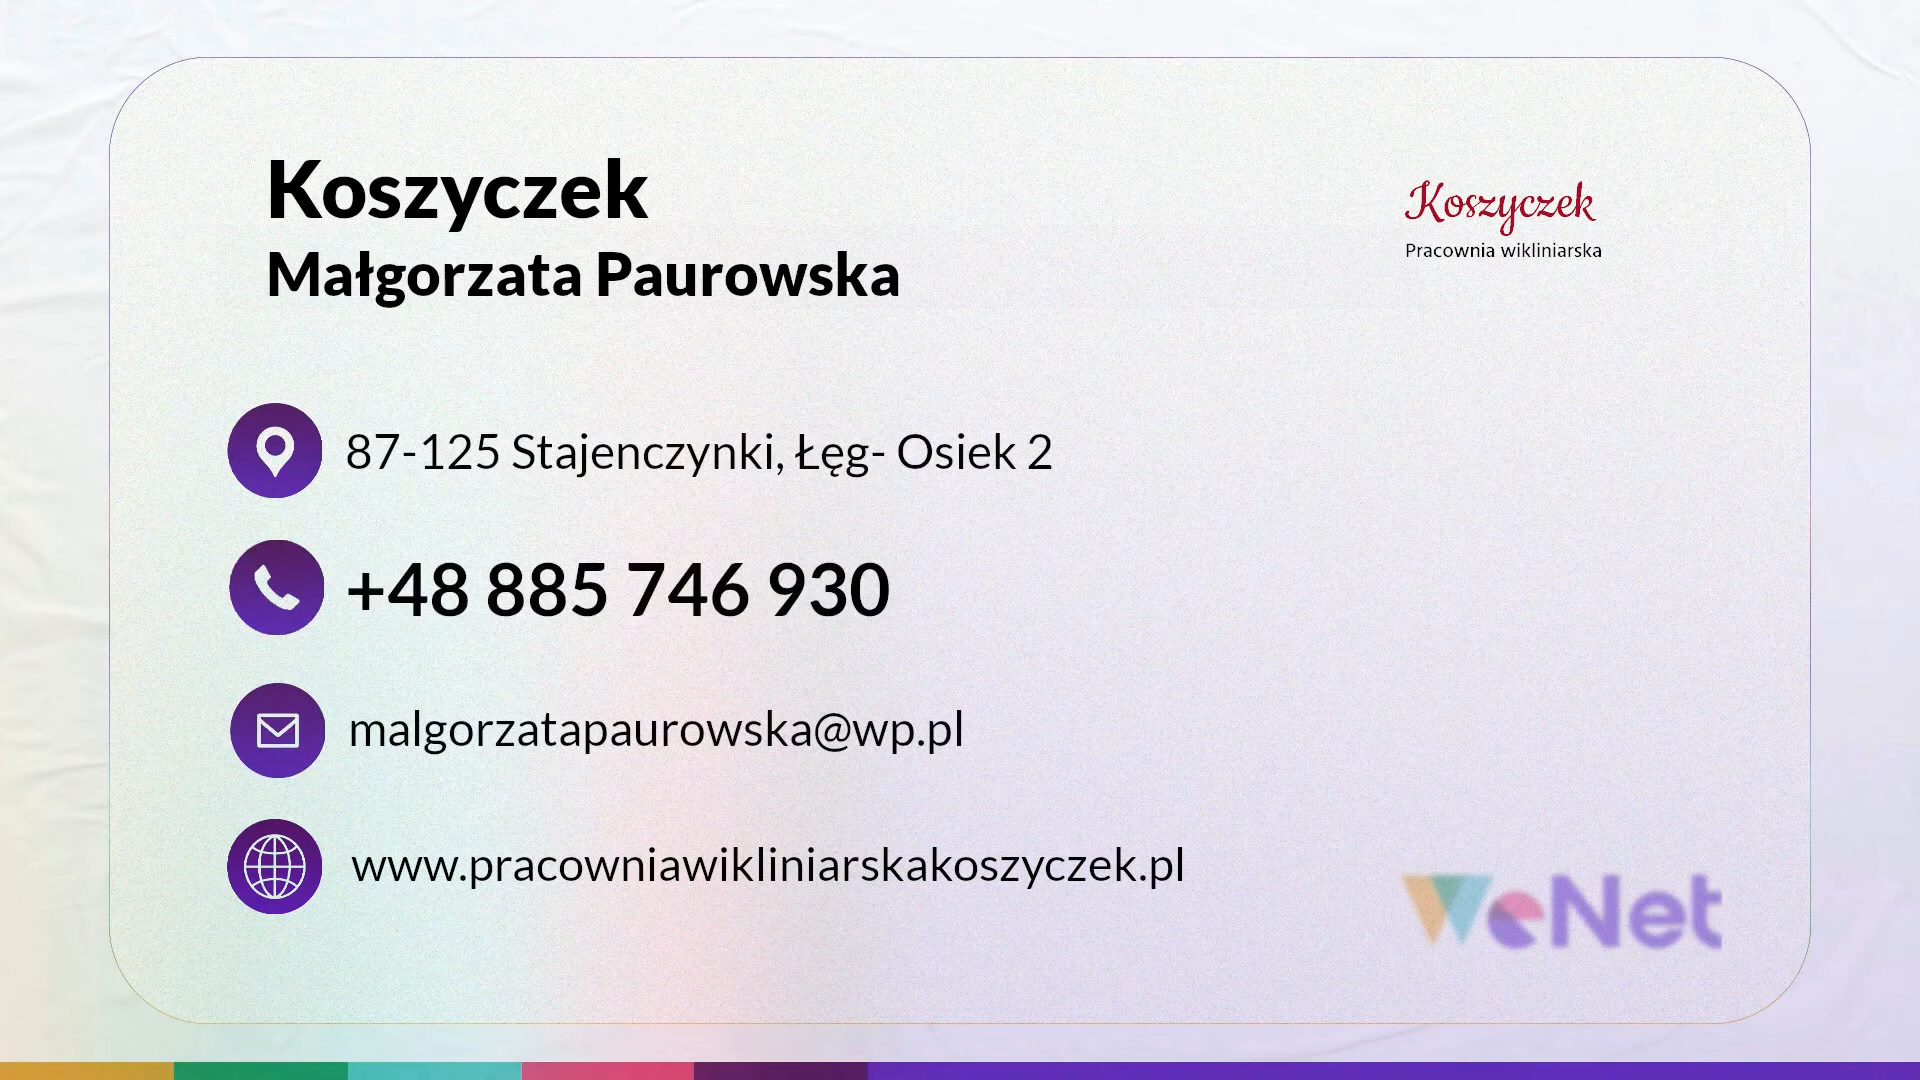 Koszyczek
Małgorzata Paurowska
Koszyczek
Pracownia wikliniarska
87-125 Stajenczynki, Łęg- Osiek 2
+48 885 746 930
malgorzatapaurowska@wp.pl
www.pracowniawikliniarskakoszyczek.pl
WeNet